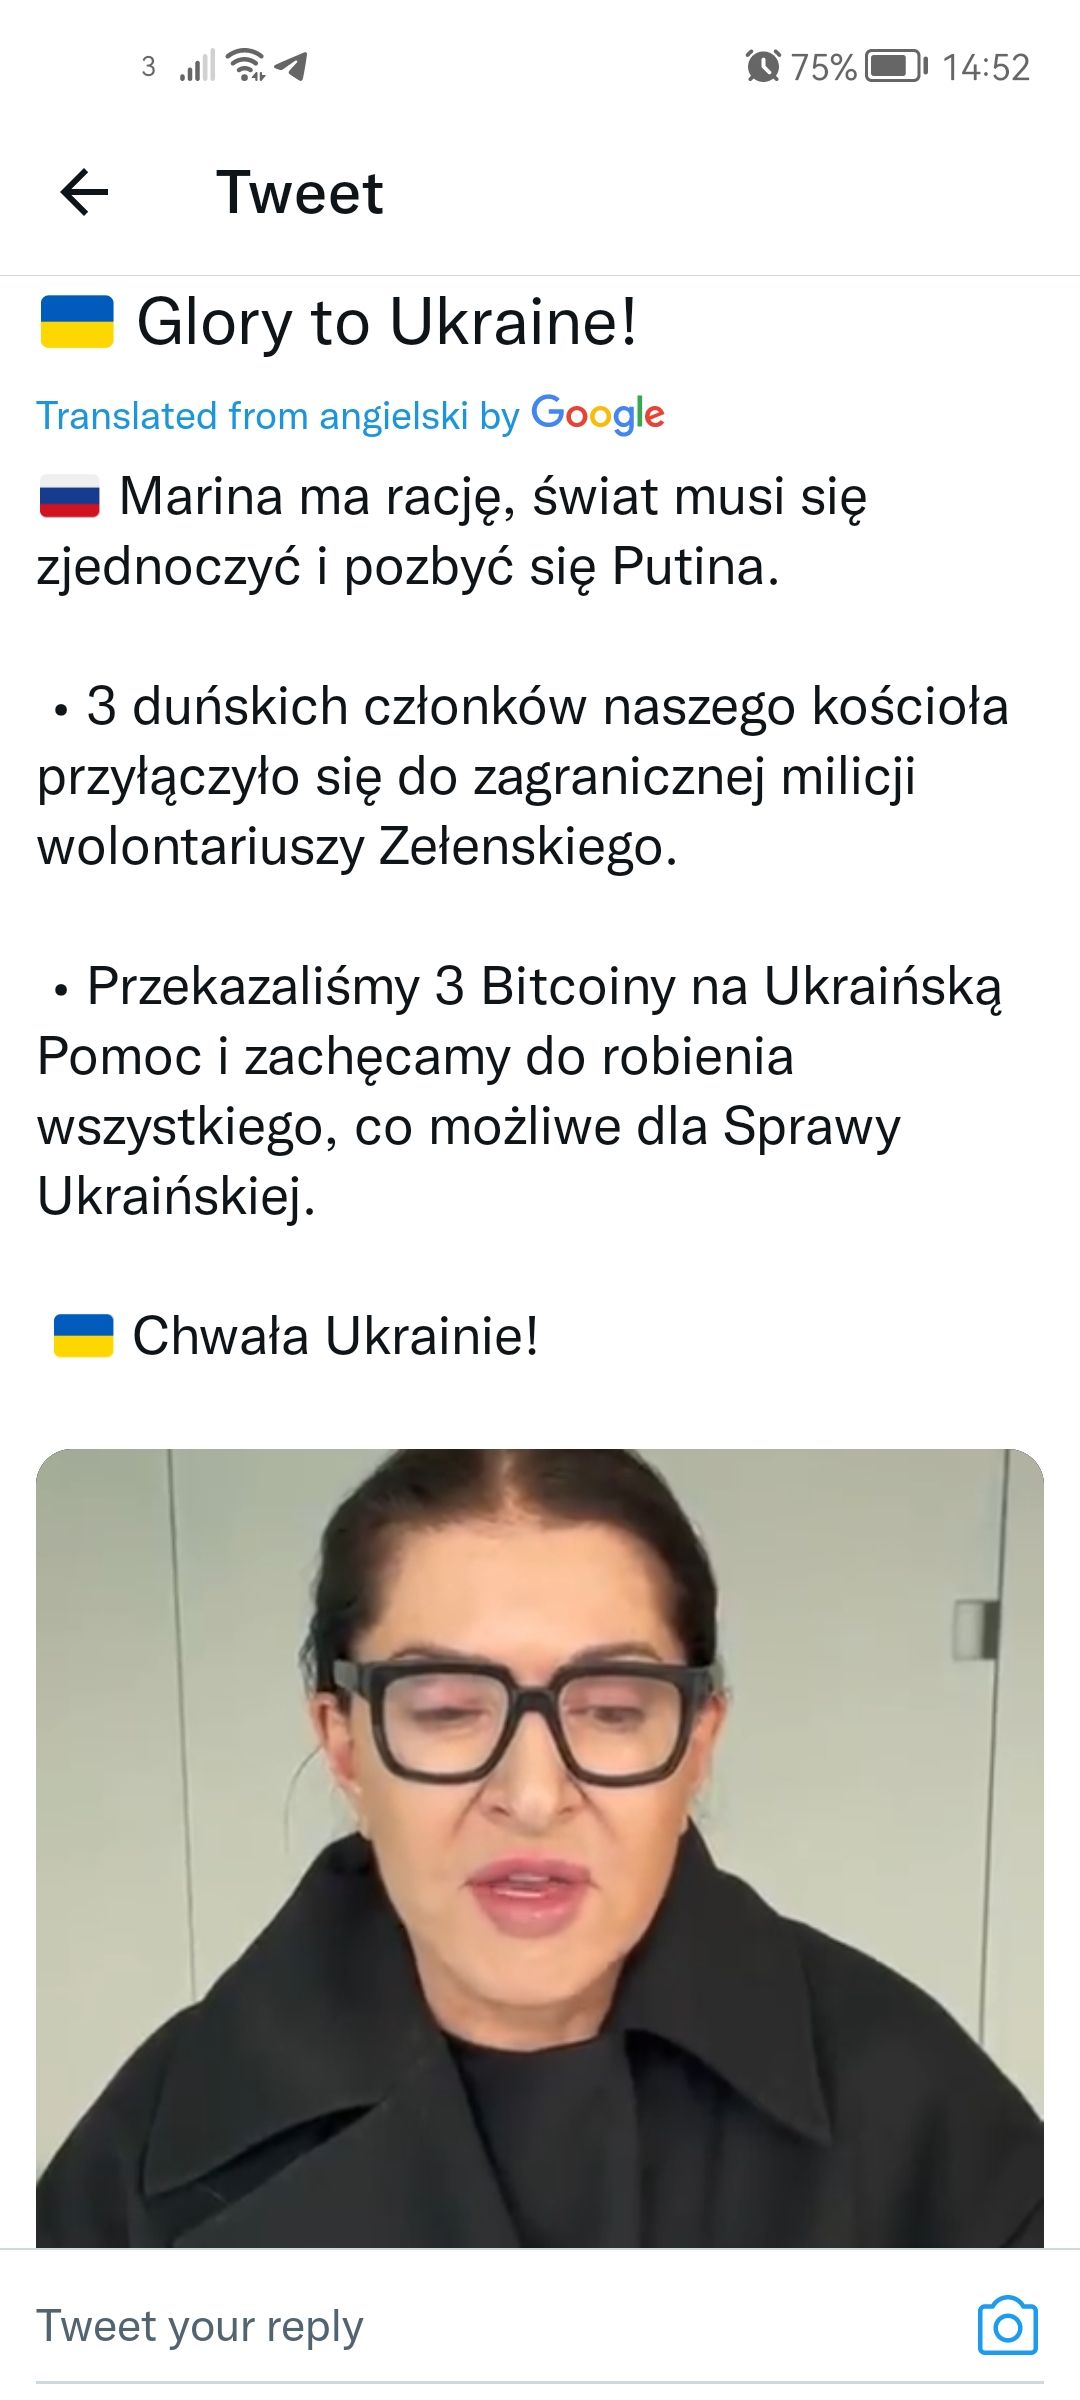 3
75% 14:52
Tweet
🇺🇦 Glory to Ukraine!
Translated from angielski by Google
🇷🇺 Marina ma rację, świat musi się
zjednoczyć i pozbyć się Putina.
• 3 duńskich członków naszego kościoła
przyłączyło się do zagranicznej milicji
wolontariuszy Zełenskiego.
• Przekazaliśmy 3 Bitcoiny na Ukraińską
Pomoc i zachęcamy do robienia
wszystkiego, co możliwe dla Sprawy
Ukraińskiej.
🇺🇦 Chwała Ukrainie!
Tweet your reply